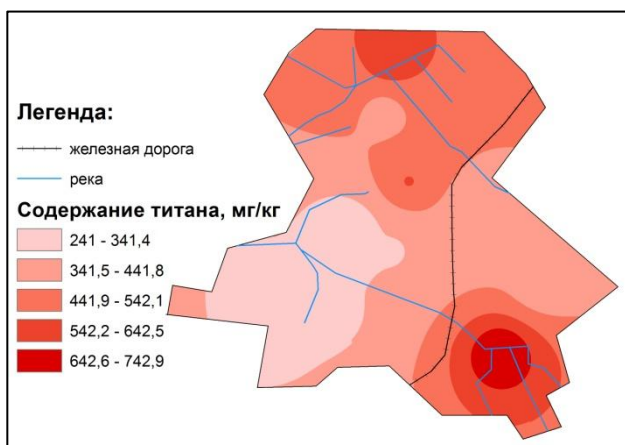 Легенда:
железная дорога
река
Содержание титана, мг/кг
241 - 341,4
341,5 - 441,8
441,9 - 542,1
542,2 - 642,5
642,6 - 742,9